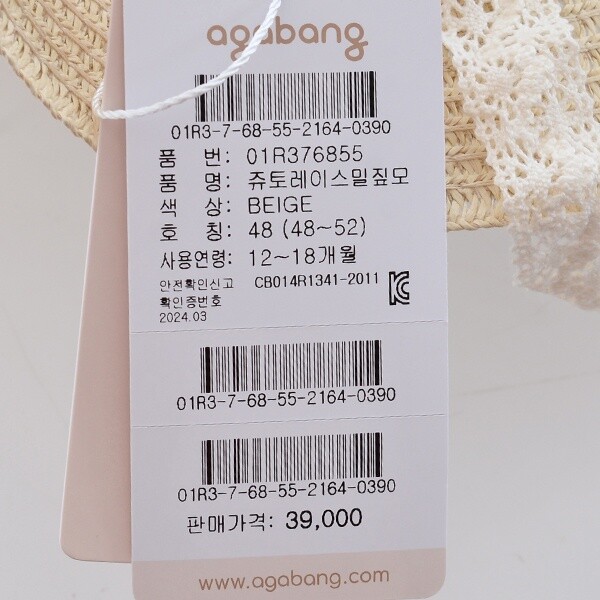 agabang
01R3-7-68-55-2164-0390
품 번: 01R376855
품 명: 쥬토레이스밀짚모
색 상: BEIGE
호 칭: 48 (48~52)
사용연령: 12~18개월
안전확인신고 CB014R1341-2011
확인증번호
2024.03
01R3-7-68-55-2164-0390
01R3-7-68-55-2164-0390
판매가격: 39,000
www.agabang.com